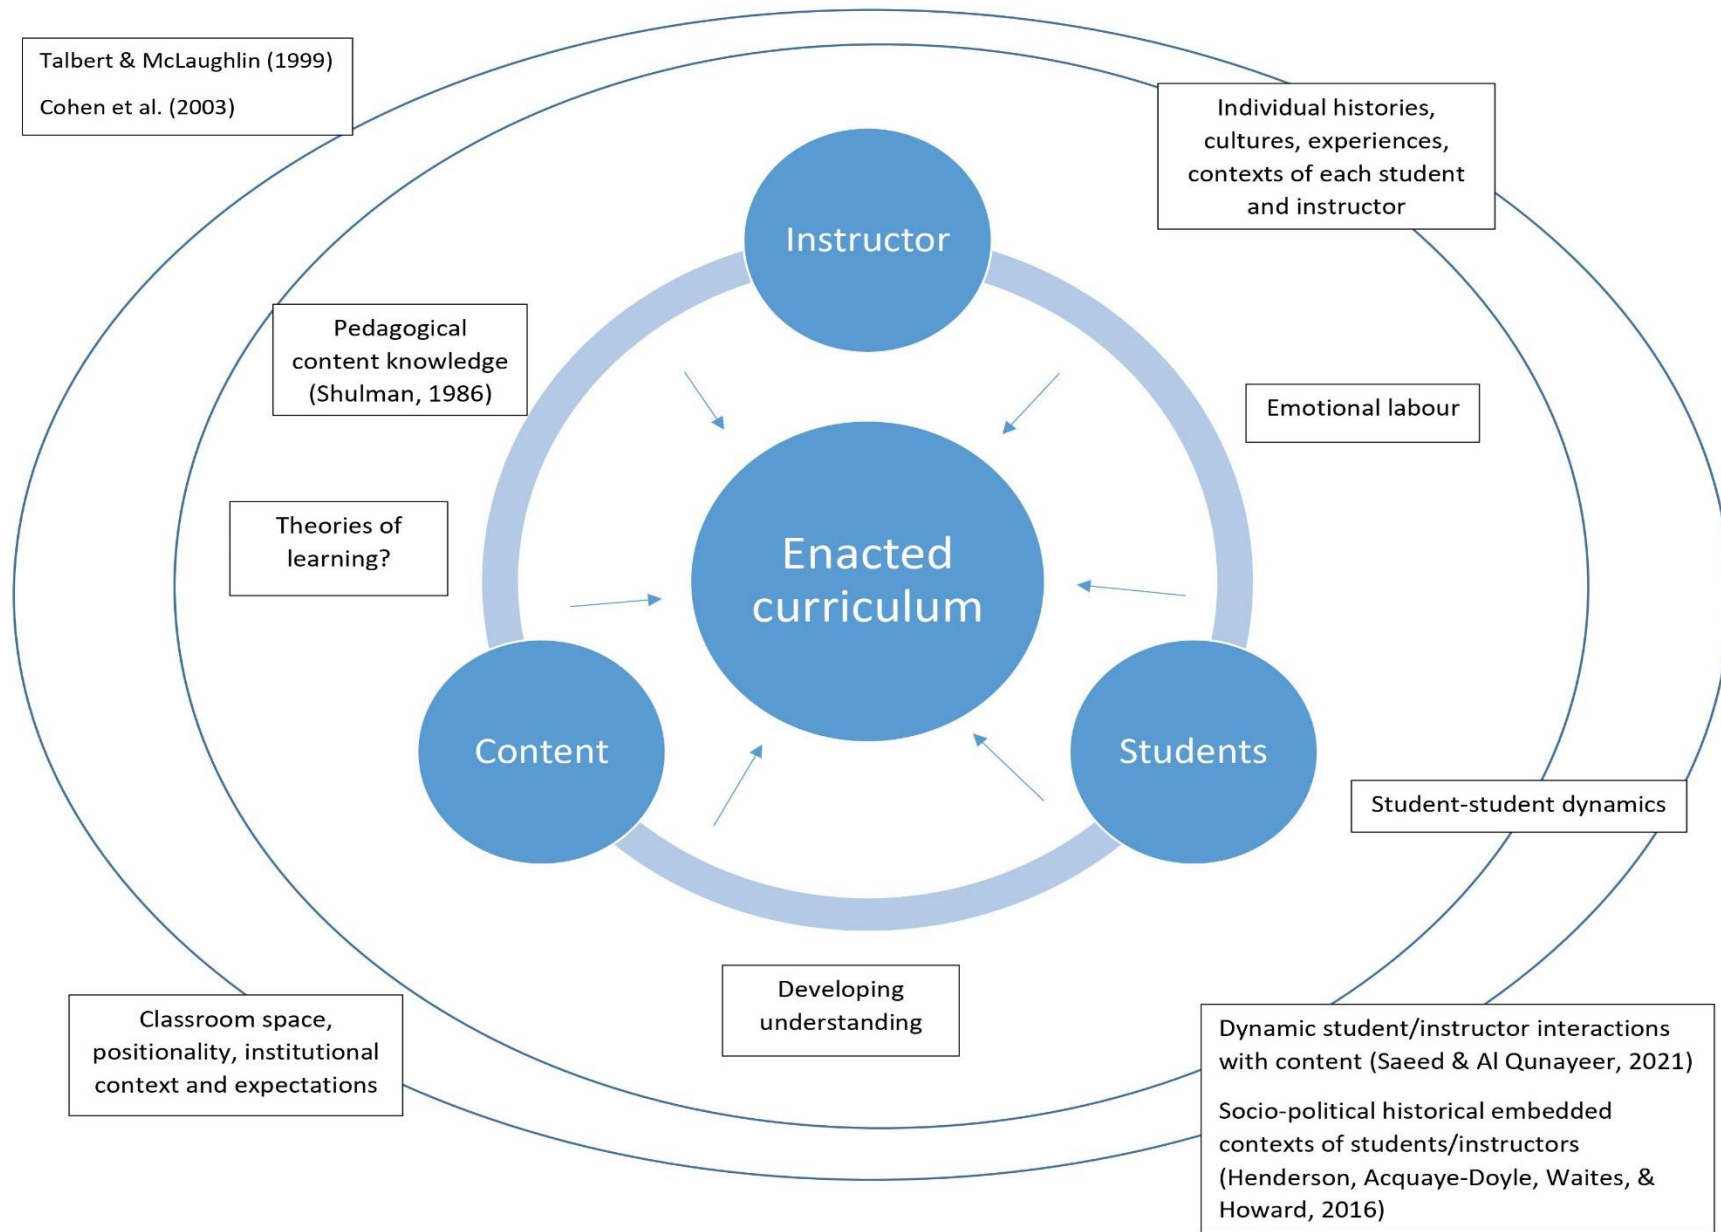 Talbert & McLaughlin (1999)
Cohen et al. (2003)
Individual histories,
cultures, experiences,
contexts of each student
and instructor
Instructor
Pedagogical
content knowledge
(Shulman, 1986)
Emotional labour
Theories of
learning?
Enacted
curriculum
Content
Students
Student-student dynamics
Developing
understanding
Classroom space,
positionality, institutional
context and expectations
Dynamic student/instructor interactions
with content (Saeed & Al Qunayeer, 2021)
Socio-political historical embedded
contexts of students/instructors
(Henderson, Acquaye-Doyle, Waites, &
Howard, 2016)